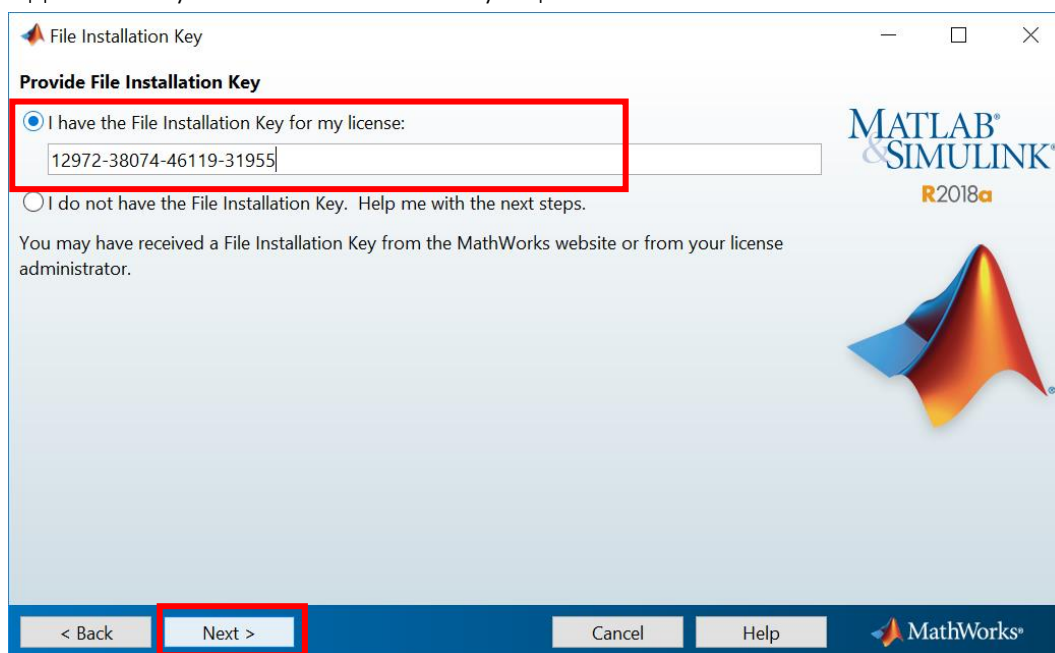 File Installation Key
Provide File Installation Key
I have the File Installation Key for my license:
12972-38074-46119-31955
I do not have the File Installation Key.  Help me with the next steps.
You may have received a File Installation Key from the MathWorks website or from your license
administrator.
MATLAB®
&SIMULINK®
R2018a
®
< Back
Next >
Cancel
Help
MathWorks®